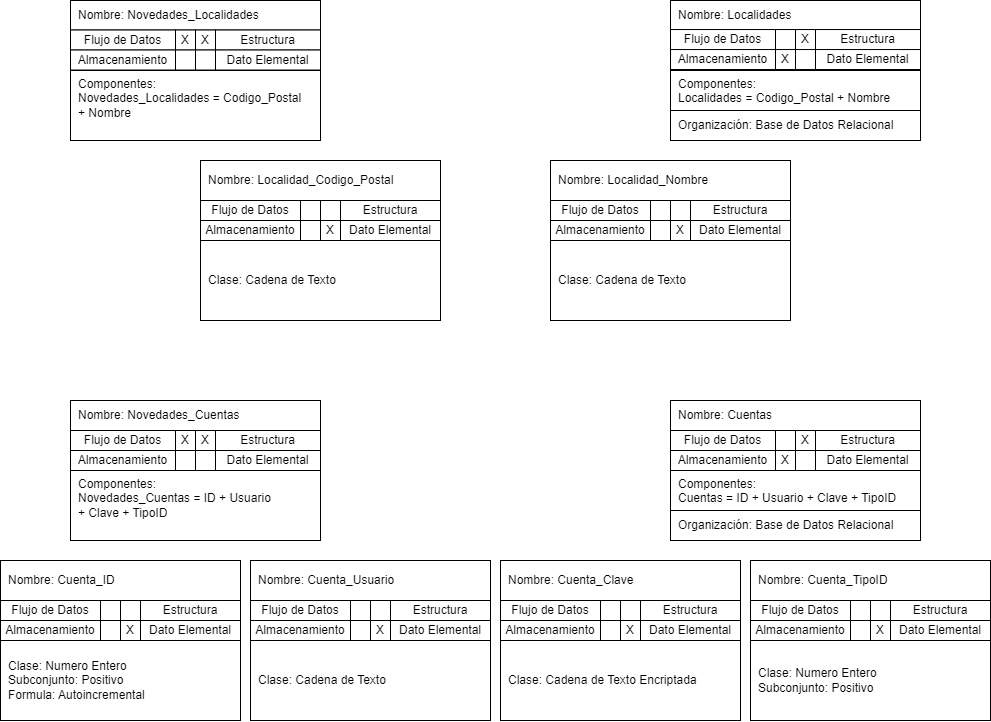 Nombre: Novedades_Localidades
Flujo de Datos X X Estructura
Almacenamiento Dato Elemental
Componentes:
Novedades_Localidades = Codigo_Postal
+ Nombre
Nombre: Localidades
Flujo de Datos X Estructura
Almacenamiento X Dato Elemental
Componentes:
Localidades = Codigo_Postal + Nombre
Organización: Base de Datos Relacional
Nombre: Localidad_Codigo_Postal
Flujo de Datos Estructura
Almacenamiento X Dato Elemental
Clase: Cadena de Texto
Nombre: Localidad_Nombre
Flujo de Datos Estructura
Almacenamiento X Dato Elemental
Clase: Cadena de Texto
Nombre: Novedades_Cuentas
Flujo de Datos X X Estructura
Almacenamiento Dato Elemental
Componentes:
Novedades_Cuentas = ID + Usuario
+ Clave + TipoID
Nombre: Cuentas
Flujo de Datos X Estructura
Almacenamiento X Dato Elemental
Componentes:
Cuentas = ID + Usuario + Clave + TipoID
Organización: Base de Datos Relacional
Nombre: Cuenta_ID
Flujo de Datos Estructura
Almacenamiento X Dato Elemental
Clase: Numero Entero
Subconjunto: Positivo
Formula: Autoincremental
Nombre: Cuenta_Usuario
Flujo de Datos Estructura
Almacenamiento X Dato Elemental
Clase: Cadena de Texto
Nombre: Cuenta_Clave
Flujo de Datos Estructura
Almacenamiento X Dato Elemental
Clase: Cadena de Texto Encriptada
Nombre: Cuenta_TipoID
Flujo de Datos Estructura
Almacenamiento X Dato Elemental
Clase: Numero Entero
Subconjunto: Positivo